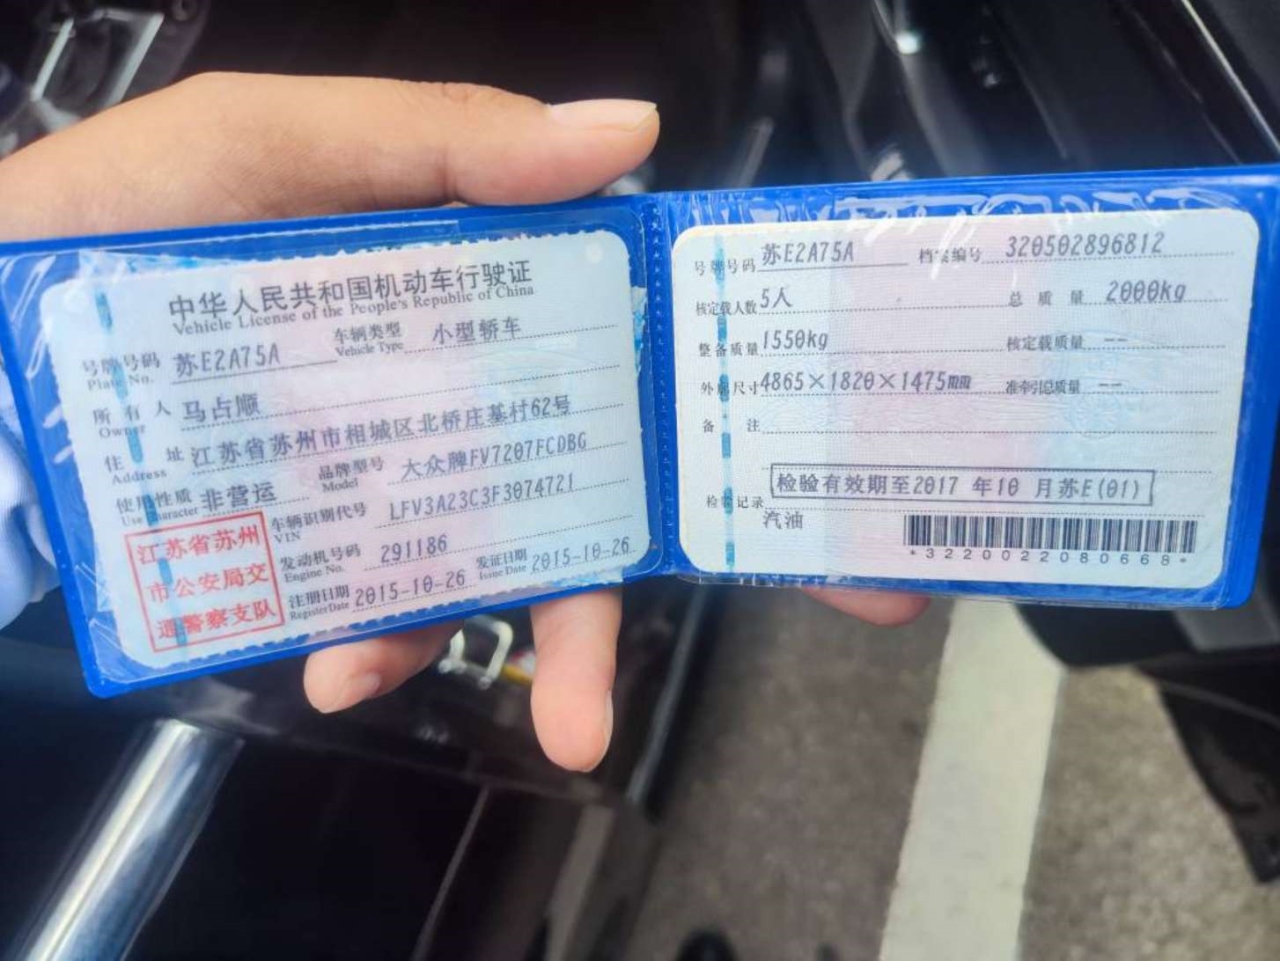 中华人民共和国机动车行驶证
Vehicle License of the People's Republic of China
号牌号码 苏E2A75A 车辆类型 小型轿车
Plate No. Vehicle Type
所有人 马占顺
Owner
住址 江苏省苏州市相城区北桥庄基村62号
Address
使用性质 非营运 品牌型号 大众牌FV7207FCDBG
Use Character Model
车辆识别代号 LFV3A23C3F3074721
VIN
发动机号码 291186
Engine No.
注册日期 2015-10-26 发证日期 2015-10-26
Register Date Issue Date
江苏省苏州
市公安局交
通警察支队
号牌号码 苏E2A75A 档案编号 320502896812
核定载人数 5人 总质量 2000kg
整备质量 1550kg 核定载质量 --
外廓尺寸 4865×1820×1475mm 准牵引总质量 --
备注
检验记录 检验有效期至2017 年10 月苏E(01)
汽油
*3220022080668*